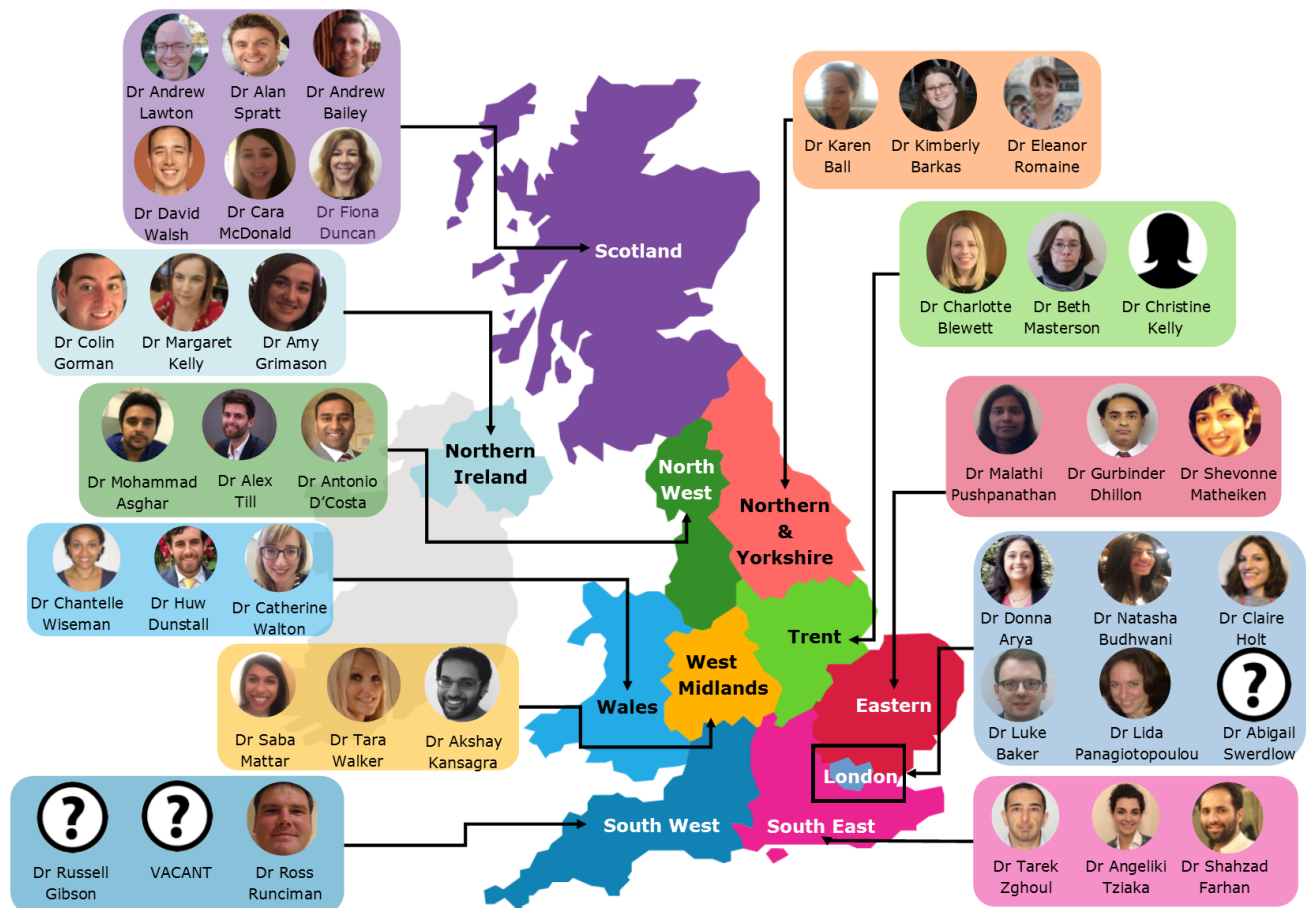 Dr Andrew
Lawton
Dr Alan
Spratt
Dr Andrew
Bailey
Dr David
Walsh
Dr Cara
McDonald
Dr Fiona
Duncan
Dr Karen
Ball
Dr Kimberly
Barkas
Dr Eleanor
Romaine
Scotland
Dr Charlotte
Blewett
Dr Beth
Masterson
Dr Christine
Kelly
Dr Colin
Gorman
Dr Margaret
Kelly
Dr Amy
Grimason
Dr Mohammad
Asghar
Dr Alex
Till
Dr Antonio
D’Costa
Northern
Ireland
North
West
Northern
&
Yorkshire
Dr Malathi
Pushpanathan
Dr Gurbinder
Dhillon
Dr Shevonne
Matheiken
Dr Chantelle
Wiseman
Dr Huw
Dunstall
Dr Catherine
Walton
Dr Donna
Arya
Dr Natasha
Budhwani
Dr Claire
Holt
Dr Luke
Baker
Dr Lida
Panagiotopoulou
?
Dr Abigail
Swerdlow
Trent
West
Midlands
Wales
Eastern
Dr Saba
Mattar
Dr Tara
Walker
Dr Akshay
Kansagra
London
South West
South East
?
Dr Russell
Gibson
?
VACANT
Dr Ross
Runciman
Dr Tarek
Zghoul
Dr Angeliki
Tziaka
Dr Shahzad
Farhan